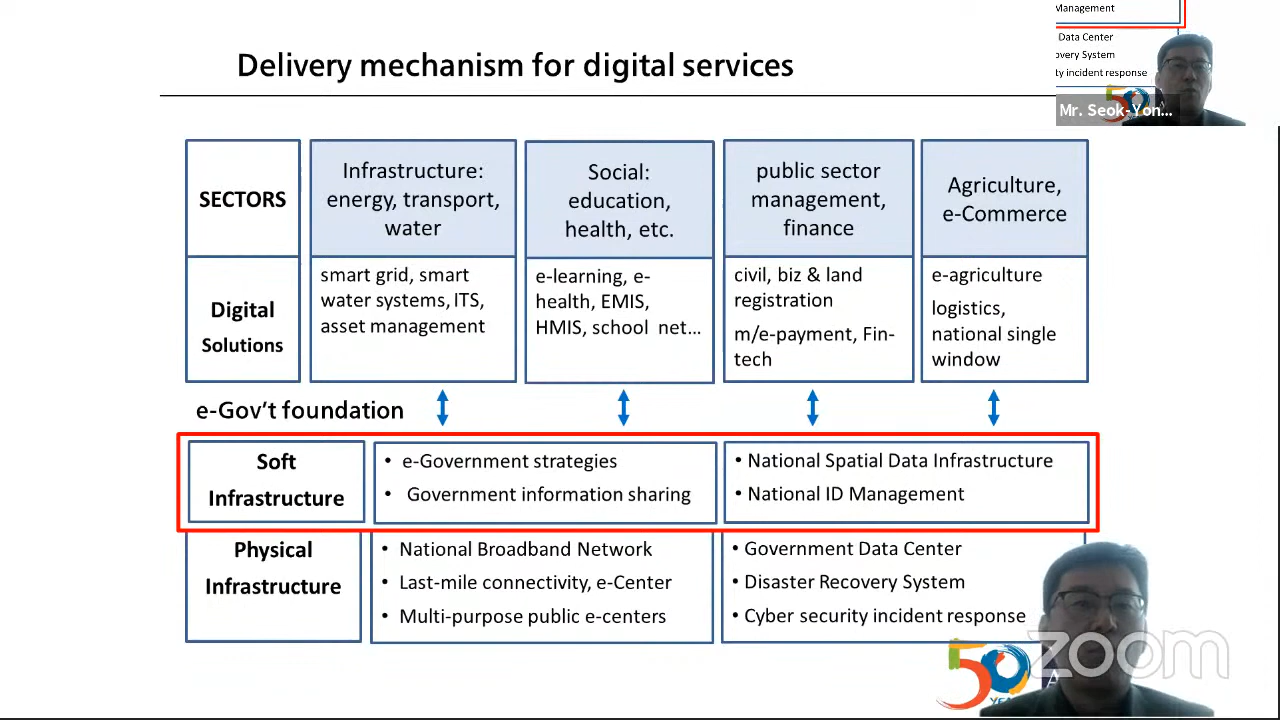 Delivery mechanism for digital services
Management
Data Center
overy System
ty incident response
Mr. Seok-Yon...
SECTORS
Infrastructure:
energy, transport,
water
Social:
education,
health, etc.
public sector
management,
finance
Agriculture,
e-Commerce
Digital
Solutions
smart grid, smart
water systems, ITS,
asset management
e-learning, e-
health, EMIS,
HMIS, school net...
civil, biz & land
registration
m/e-payment, Fin-
tech
e-agriculture
logistics,
national single
window
e-Gov't foundation
Soft
Infrastructure
• e-Government strategies
• Government information sharing
• National Spatial Data Infrastructure
• National ID Management
Physical
Infrastructure
• National Broadband Network
• Last-mile connectivity, e-Center
• Multi-purpose public e-centers
• Government Data Center
• Disaster Recovery System
• Cyber security incident response
50
zoom